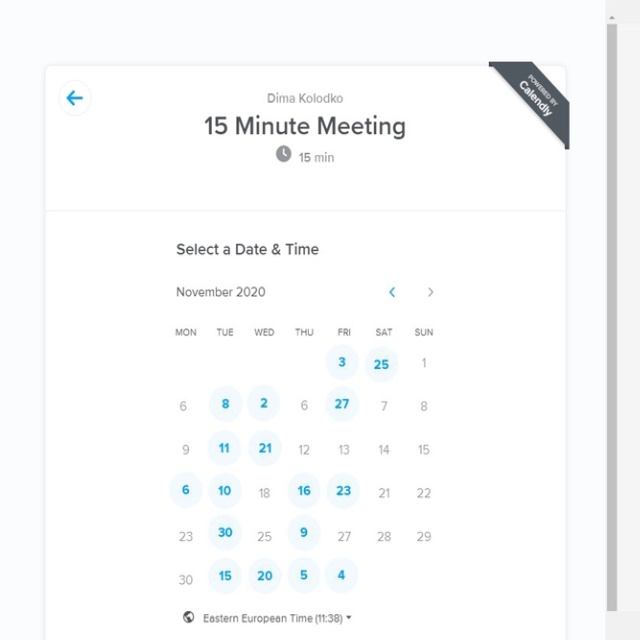 POWERED BY
Calendly
Dima Kolodko
15 Minute Meeting
15 min
Select a Date & Time
November 2020
MON TUE WED THU FRI SAT SUN
3 25 1
6 8 2 6 27 7 8
9 11 21 12 13 14 15
6 10 18 16 23 21 22
23 30 25 9 27 28 29
30 15 20 5 4
Eastern European Time (11:38)